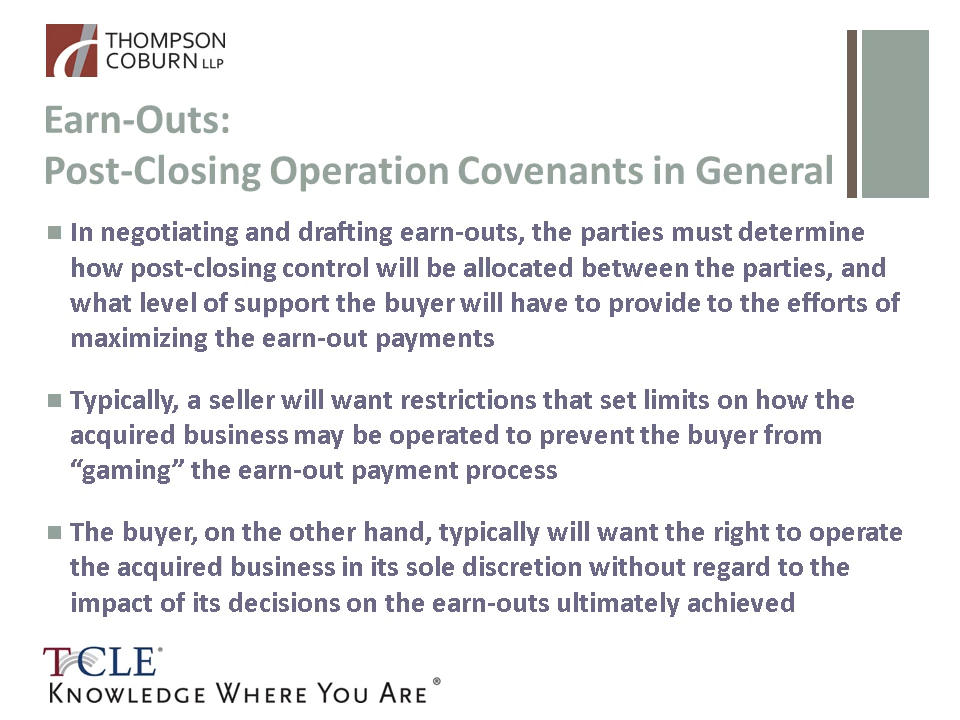 THOMPSON
COBURN LLP
Earn-Outs:
Post-Closing Operation Covenants in General
In negotiating and drafting earn-outs, the parties must determine
how post-closing control will be allocated between the parties, and
what level of support the buyer will have to provide to the efforts of
maximizing the earn-out payments
Typically, a seller will want restrictions that set limits on how the
acquired business may be operated to prevent the buyer from
“gaming” the earn-out payment process
The buyer, on the other hand, typically will want the right to operate
the acquired business in its sole discretion without regard to the
impact of its decisions on the earn-outs ultimately achieved
TCLE®
KNOWLEDGE WHERE YOU ARE®